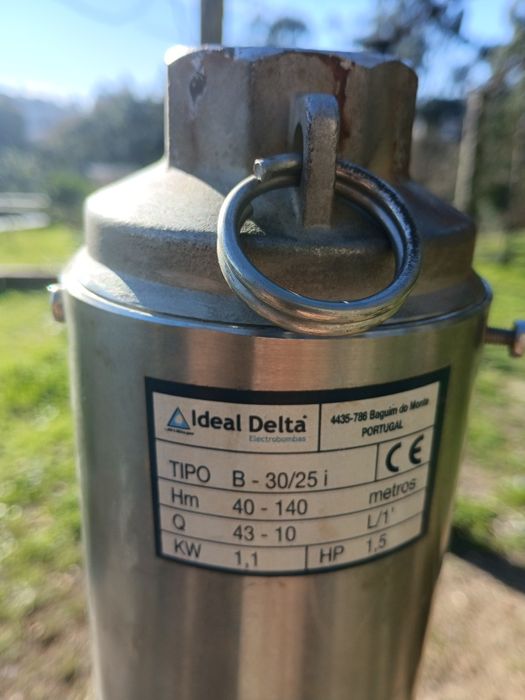 Ideal Delta
Electrobombas
4435-786 Baguim do Monte
PORTUGAL
CE
TIPO B - 30/25 i
Hm 40 - 140 metros
Q 43 - 10 L/1'
KW 1,1 HP 1,5